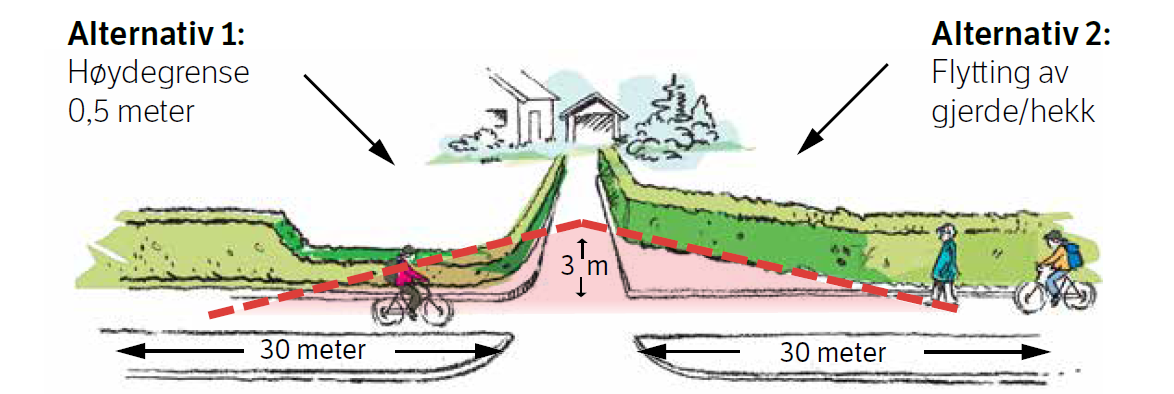 Alternativ 1:
Høydegrense
0,5 meter
Alternativ 2:
Flytting av
gjerde/hekk
3 m
30 meter
30 meter